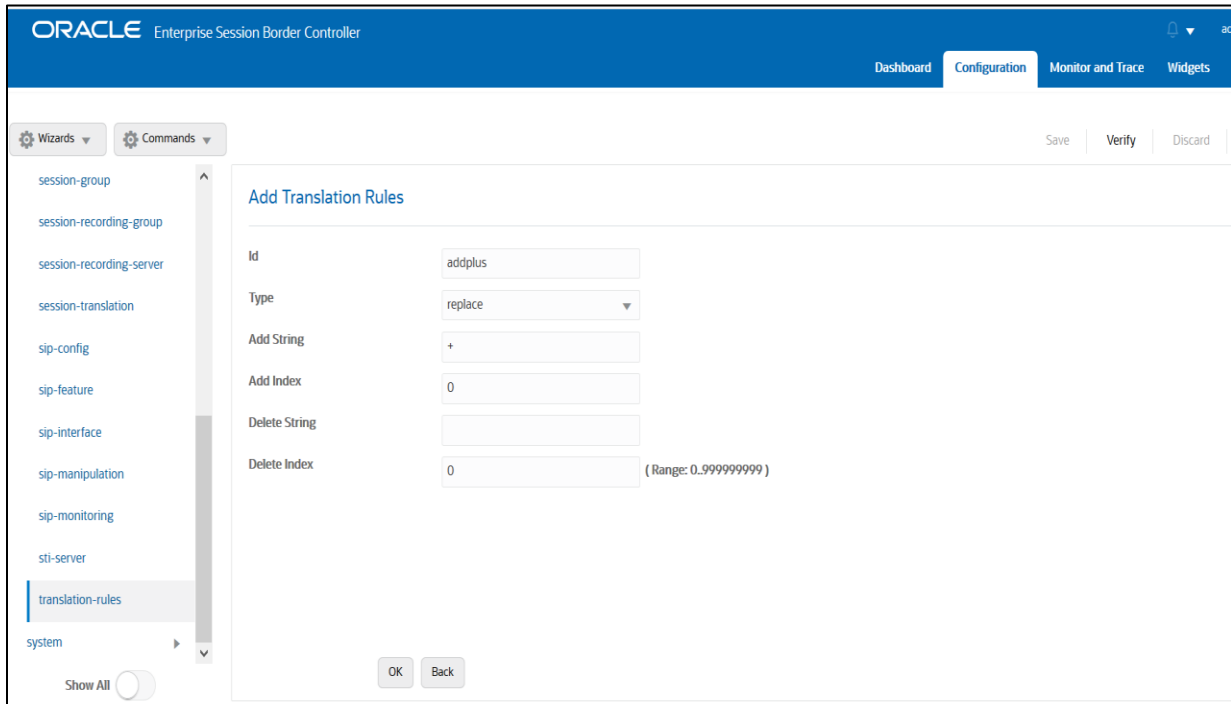 ORACLE Enterprise Session Border Controller
ad
Dashboard Configuration Monitor and Trace Widgets
Wizards Commands Save Verify Discard
session-group
session-recording-group
session-recording-server
session-translation
sip-config
sip-feature
sip-interface
sip-manipulation
sip-monitoring
sti-server
translation-rules
system
Show All
Add Translation Rules
Id addplus
Type replace
Add String +
Add Index 0
Delete String
Delete Index 0 ( Range: 0..999999999 )
OK Back